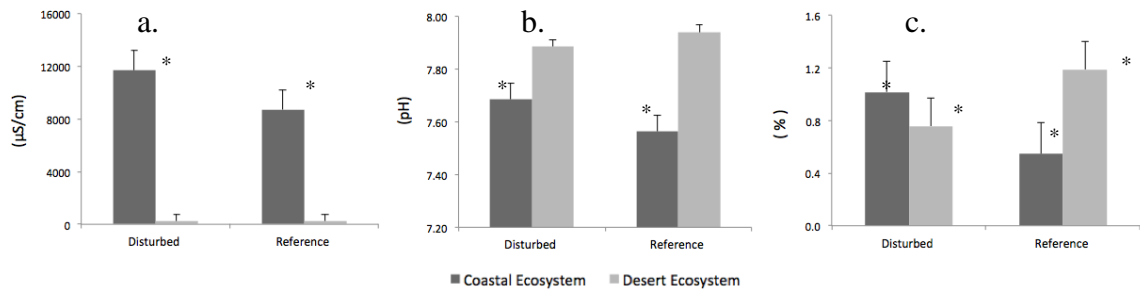 a.
16000
12000
8000
4000
0
(μS/cm)
*
*
Disturbed
Reference
b.
8.00
7.80
7.60
7.40
7.20
(pH)
*
*
Disturbed
Reference
c.
1.6
1.2
0.8
0.4
0.0
( % )
*
*
*
*
Disturbed
Reference
Coastal Ecosystem
Desert Ecosystem